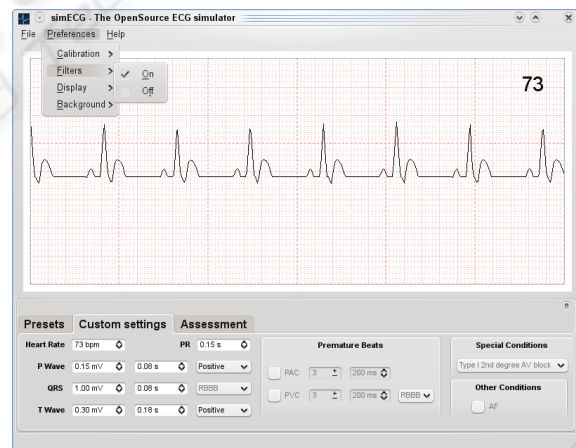 simECG - The OpenSource ECG simulator
File Preferences Help
Calibration
Filters
Display
Background
On
Off
73
Presets Custom settings Assessment
Heart Rate 73 bpm PR 0.15 s
P Wave 0.15 mV 0.08 s Positive
QRS 1.00 mV 0.08 s RBBB
T Wave 0.30 mV 0.18 s Positive
Premature Beats
PAC 3 200 ms
PVC 3 200 ms RBBB
Special Conditions
Type I 2nd degree AV block
Other Conditions
AF